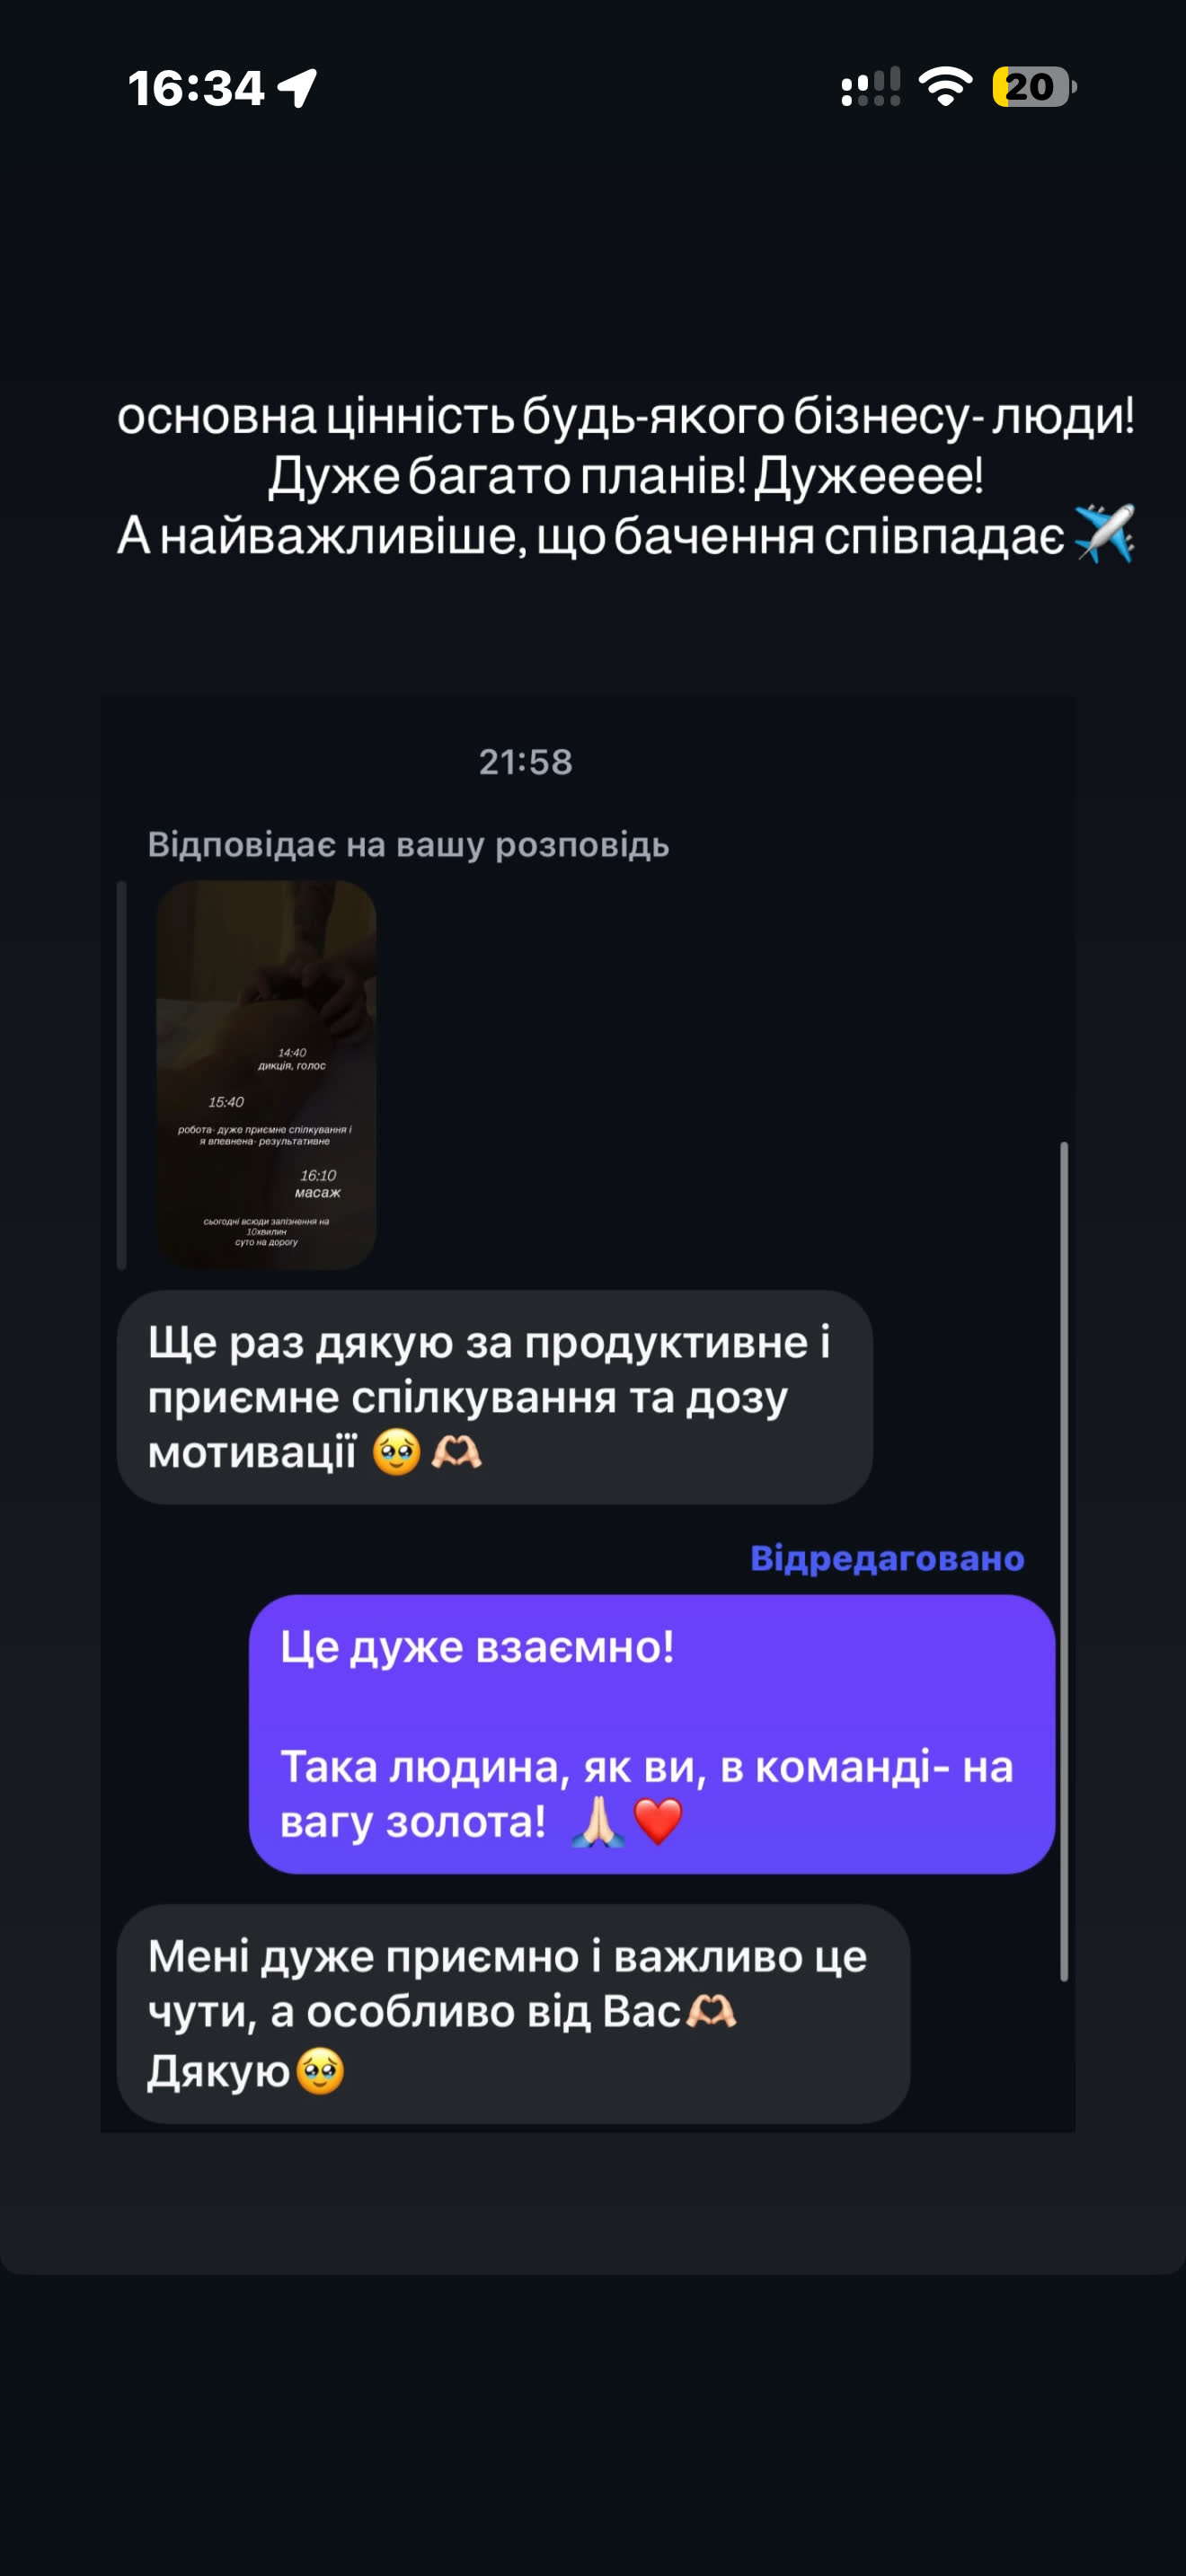 16:34
20
основна цінність будь-якого бізнесу- люди!
Дуже багато планів! Дужееее!
А найважливіше, що бачення співпадає ✈️
21:58
Відповідає на вашу розповідь
14:40
дикція, голос
15:40
робота- дуже приємне спілкування і
я впевнена- результативне
16:10
масаж
сьогодні всюди запізнення на
10хвилин
суто на дорогу
Ще раз дякую за продуктивне і
приємне спілкування та дозу
мотивації 🥹🫶🏻
Відредаговано
Це дуже взаємно!
Така людина, як ви, в команді- на
вагу золота! 🙏🏻❤️
Мені дуже приємно і важливо це
чути, а особливо від Вас🫶🏻
Дякую🥹